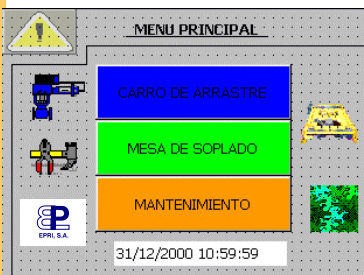 MENU PRINCIPAL
CARRO DE ARRASTRE
MESA DE SOPLADO
MANTENIMIENTO
EPRI, S.A.
31/12/2000 10:59:59